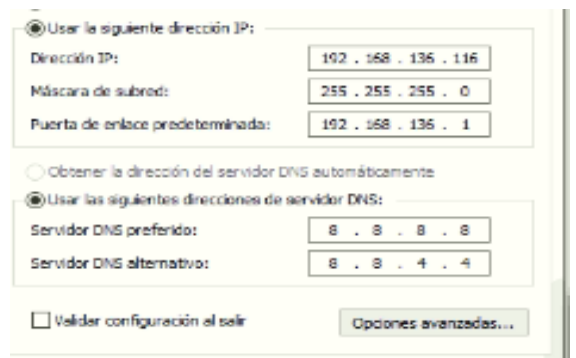 Usar la siguiente dirección IP:
Dirección IP: 192 . 168 . 136 . 116
Máscara de subred: 255 . 255 . 255 . 0
Puerta de enlace predeterminada: 192 . 168 . 136 . 1
Obtener la dirección del servidor DNS automáticamente
Usar las siguientes direcciones de servidor DNS:
Servidor DNS preferido: 8 . 8 . 8 . 8
Servidor DNS alternativo: 8 . 8 . 4 . 4
Validar configuración al salir
Opciones avanzadas...